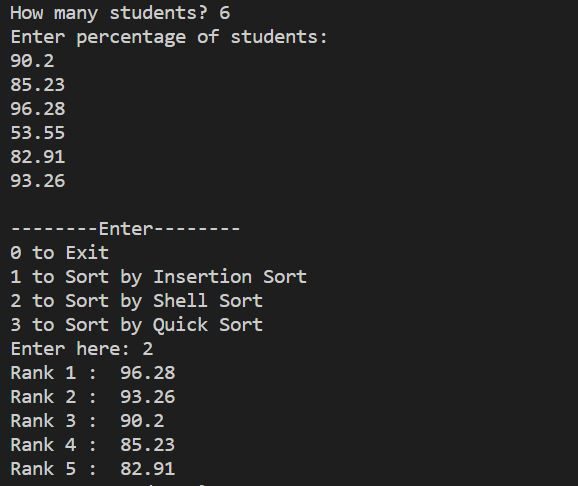 How many students? 6
Enter percentage of students:
90.2
85.23
96.28
53.55
82.91
93.26
--------Enter--------
0 to Exit
1 to Sort by Insertion Sort
2 to Sort by Shell Sort
3 to Sort by Quick Sort
Enter here: 2
Rank 1 :  96.28
Rank 2 :  93.26
Rank 3 :  90.2
Rank 4 :  85.23
Rank 5 :  82.91